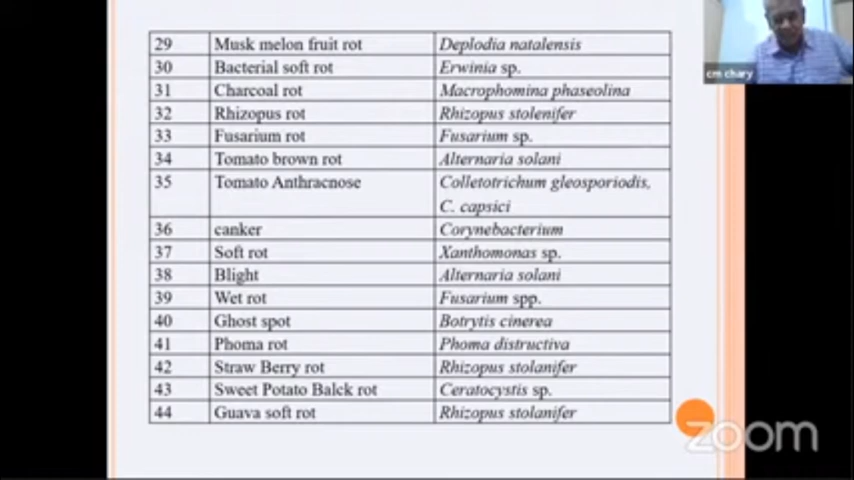 29 Musk melon fruit rot Deplodia natalensis
cm chary
30 Bacterial soft rot Erwinia sp.
31 Charcoal rot Macrophomina phaseolina
32 Rhizopus rot Rhizopus stolenifer
33 Fusarium rot Fusarium sp.
34 Tomato brown rot Alternaria solani
35 Tomato Anthracnose Colletotrichum gleosporiodis,
C. capsici
36 canker Corynebacterium
37 Soft rot Xanthomonas sp.
38 Blight Alternaria solani
39 Wet rot Fusarium spp.
40 Ghost spot Botrytis cinerea
41 Phoma rot Phoma distructiva
42 Straw Berry rot Rhizopus stolanifer
43 Sweet Potato Balck rot Ceratocystis sp.
44 Guava soft rot Rhizopus stolanifer
zoom